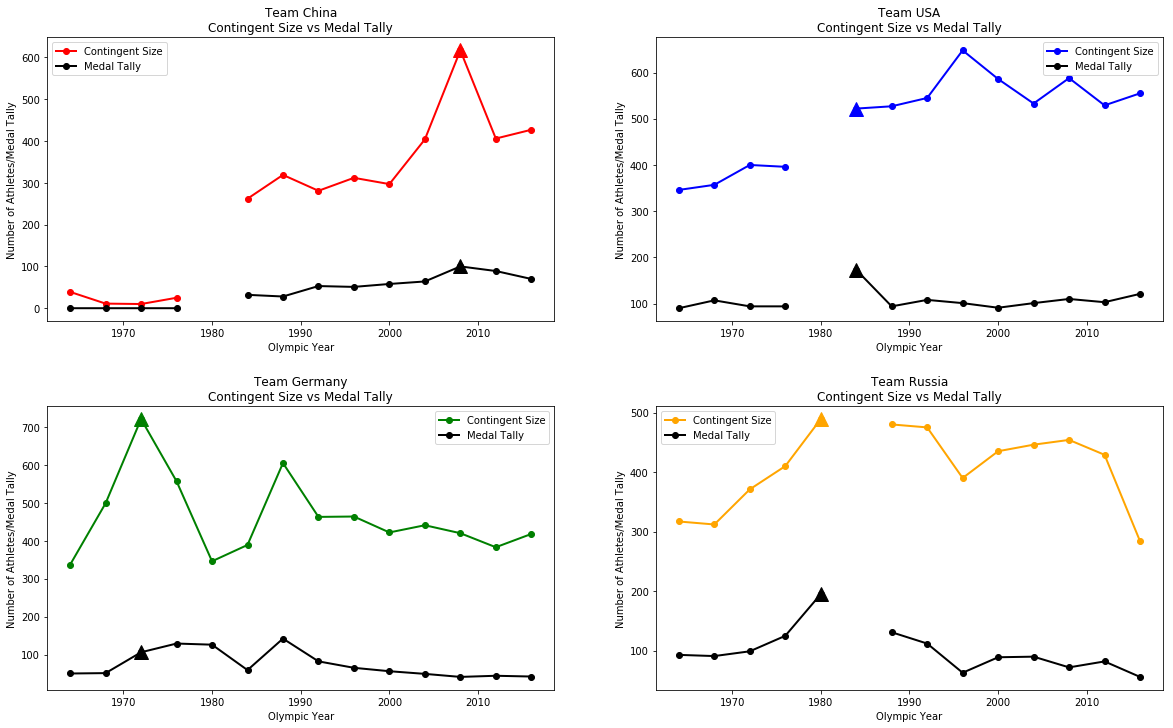 Team China
Contingent Size vs Medal Tally
Contingent Size
Medal Tally
Number of Athletes/Medal Tally
600
500
400
300
200
100
0
1970 1980 1990 2000 2010
Olympic Year
Team USA
Contingent Size vs Medal Tally
Contingent Size
Medal Tally
Number of Athletes/Medal Tally
600
500
400
300
200
100
1970 1980 1990 2000 2010
Olympic Year
Team Germany
Contingent Size vs Medal Tally
Contingent Size
Medal Tally
Number of Athletes/Medal Tally
700
600
500
400
300
200
100
1970 1980 1990 2000 2010
Olympic Year
Team Russia
Contingent Size vs Medal Tally
Contingent Size
Medal Tally
Number of Athletes/Medal Tally
500
400
300
200
100
1970 1980 1990 2000 2010
Olympic Year